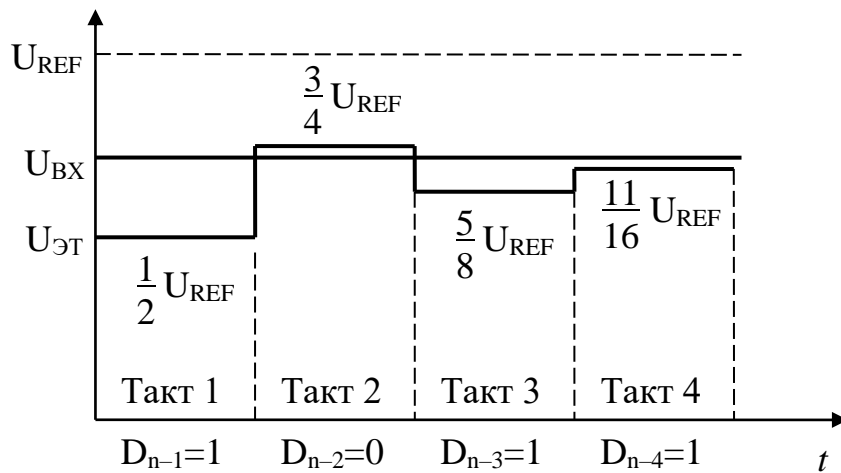 U_REF
3/4 U_REF
U_ВХ
11/16 U_REF
U_ЭТ
5/8 U_REF
1/2 U_REF
Такт 1 Такт 2 Такт 3 Такт 4
D_n–1=1 D_n–2=0 D_n–3=1 D_n–4=1 t